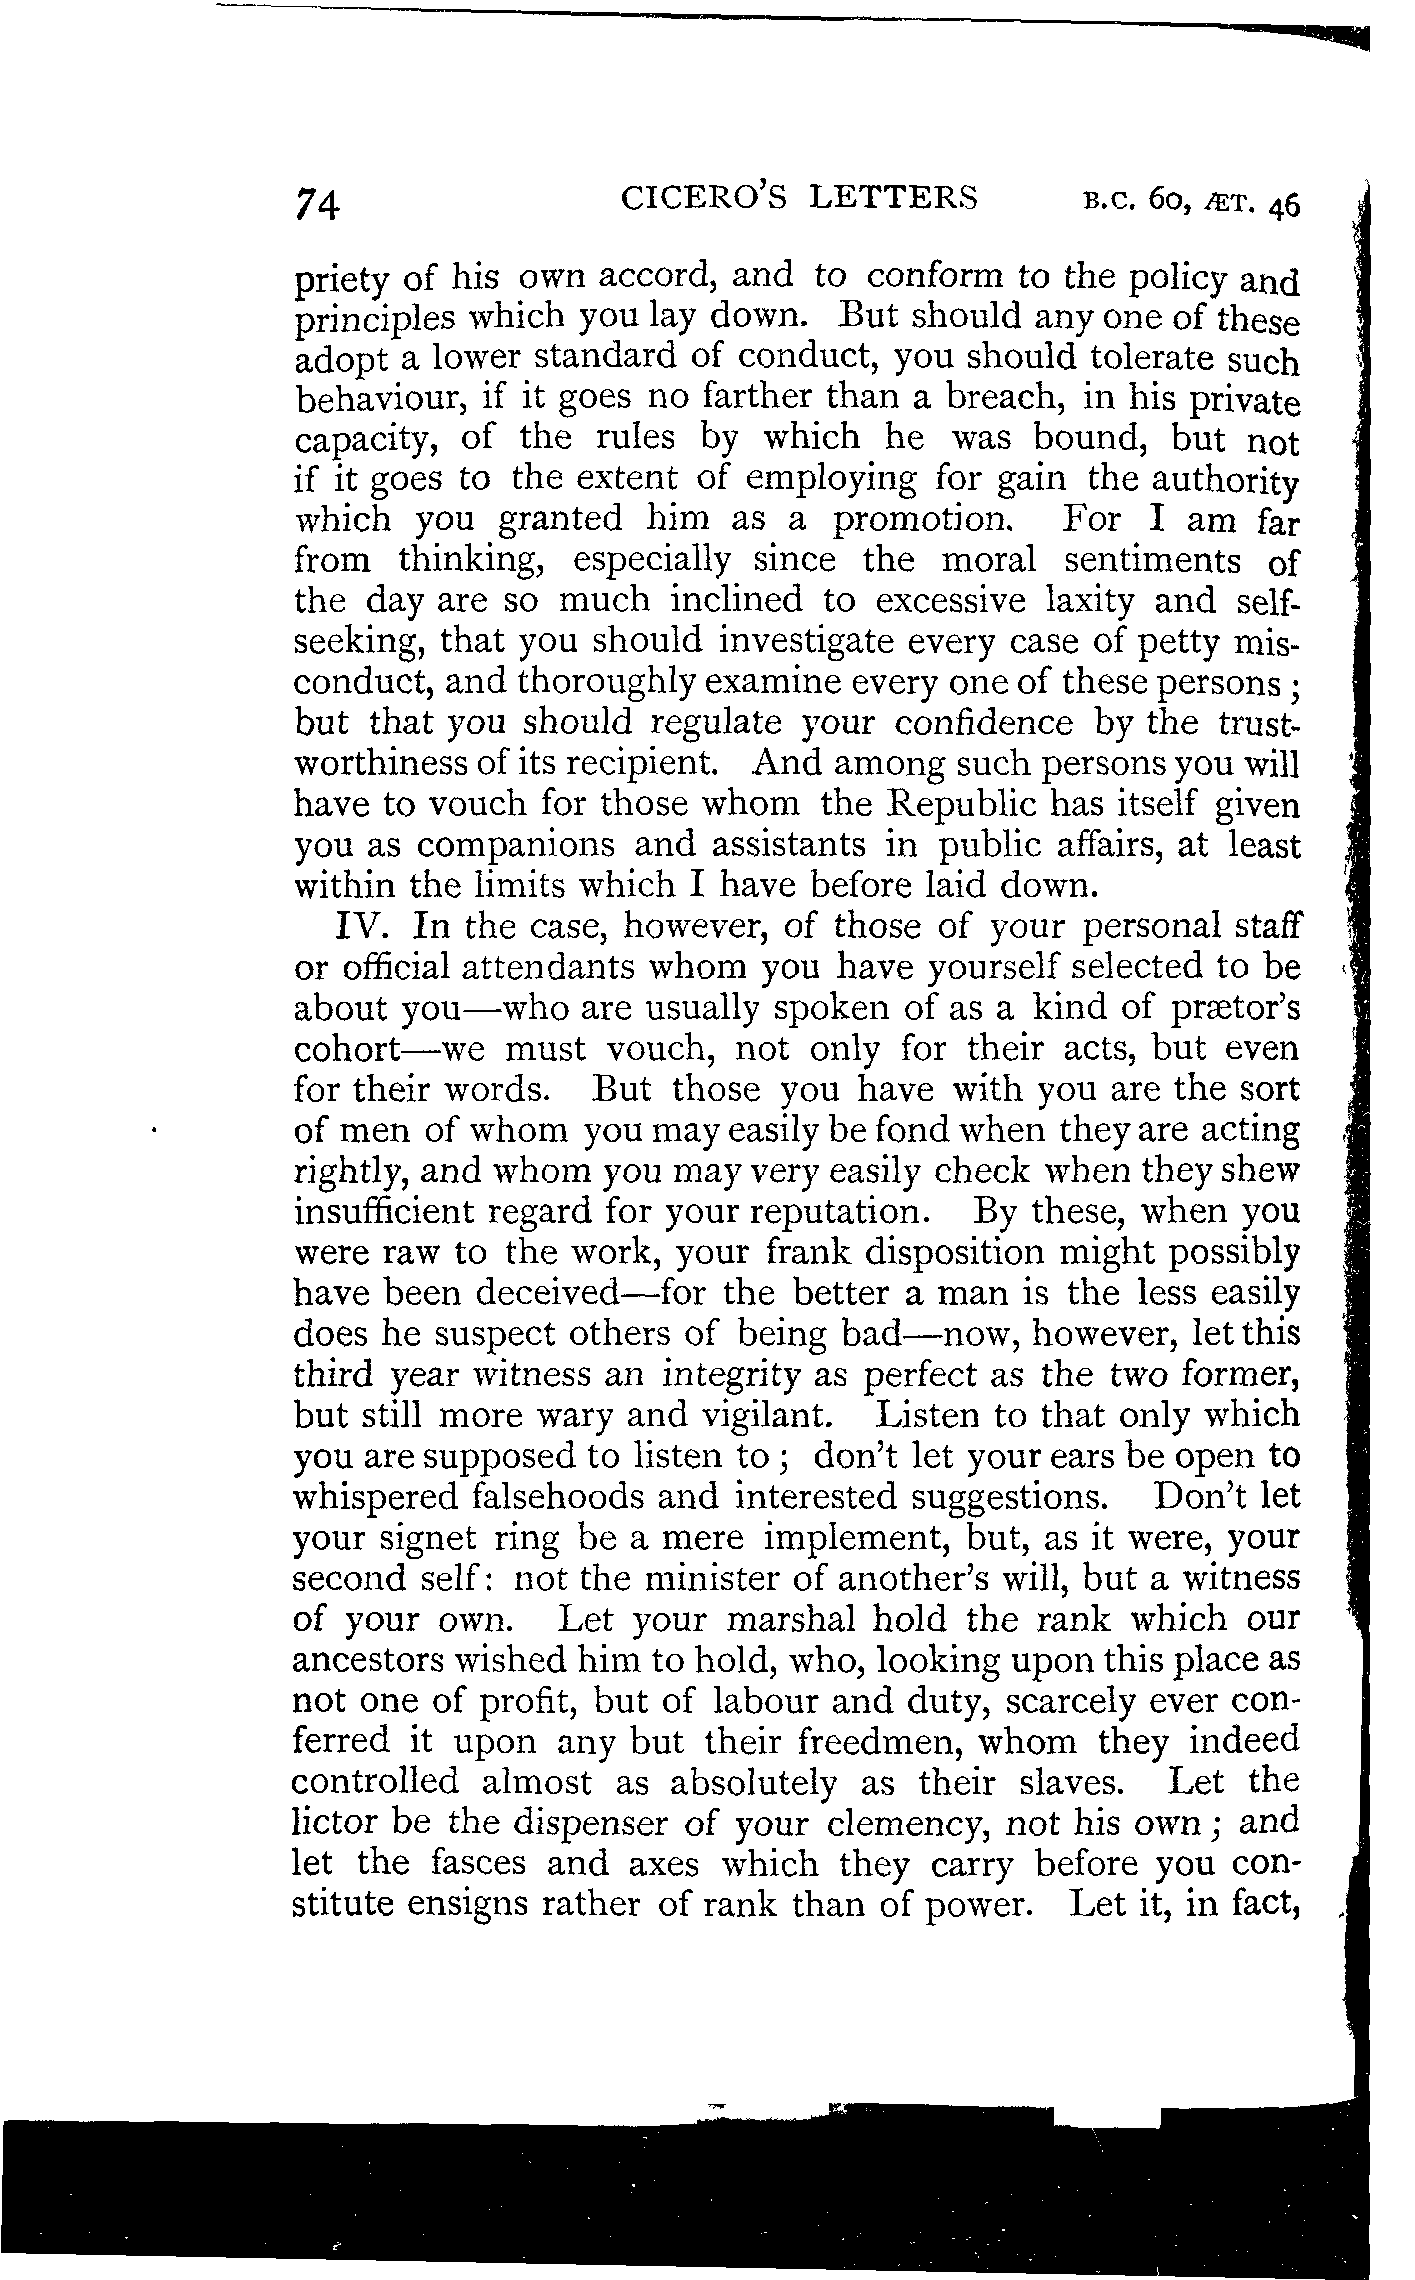 74 CICERO'S LETTERS B.C. 60, ÆT. 46
priety of his own accord, and to conform to the policy and
principles which you lay down. But should any one of these
adopt a lower standard of conduct, you should tolerate such
behaviour, if it goes no farther than a breach, in his private
capacity, of the rules by which he was bound, but not
if it goes to the extent of employing for gain the authority
which you granted him as a promotion. For I am far
from thinking, especially since the moral sentiments of
the day are so much inclined to excessive laxity and self-
seeking, that you should investigate every case of petty mis-
conduct, and thoroughly examine every one of these persons ;
but that you should regulate your confidence by the trust-
worthiness of its recipient. And among such persons you will
have to vouch for those whom the Republic has itself given
you as companions and assistants in public affairs, at least
within the limits which I have before laid down.
IV. In the case, however, of those of your personal staff
or official attendants whom you have yourself selected to be
about you—who are usually spoken of as a kind of prætor's
cohort—we must vouch, not only for their acts, but even
for their words. But those you have with you are the sort
of men of whom you may easily be fond when they are acting
rightly, and whom you may very easily check when they shew
insufficient regard for your reputation. By these, when you
were raw to the work, your frank disposition might possibly
have been deceived—for the better a man is the less easily
does he suspect others of being bad—now, however, let this
third year witness an integrity as perfect as the two former,
but still more wary and vigilant. Listen to that only which
you are supposed to listen to ; don't let your ears be open to
whispered falsehoods and interested suggestions. Don't let
your signet ring be a mere implement, but, as it were, your
second self: not the minister of another's will, but a witness
of your own. Let your marshal hold the rank which our
ancestors wished him to hold, who, looking upon this place as
not one of profit, but of labour and duty, scarcely ever con-
ferred it upon any but their freedmen, whom they indeed
controlled almost as absolutely as their slaves. Let the
lictor be the dispenser of your clemency, not his own ; and
let the fasces and axes which they carry before you con-
stitute ensigns rather of rank than of power. Let it, in fact,